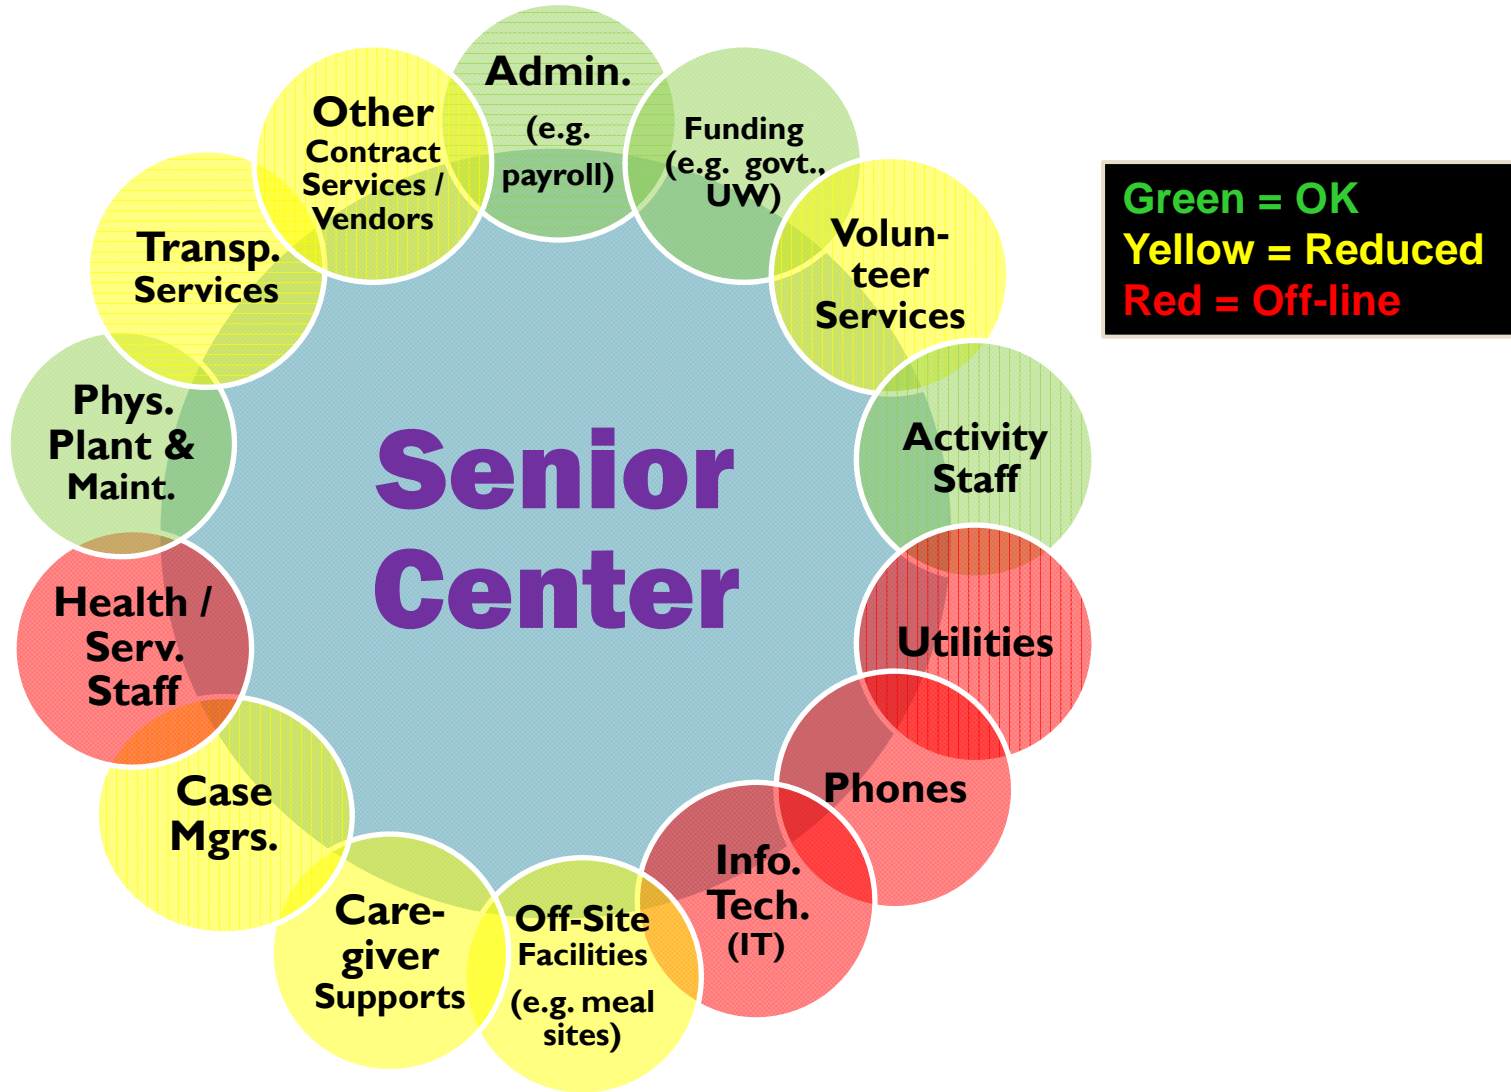 Admin.
(e.g.
payroll)
Funding
(e.g. govt.,
UW)
Volun-
teer
Services
Activity
Staff
Utilities
Phones
Info.
Tech.
(IT)
Off-Site
Facilities
(e.g. meal
sites)
Care-
giver
Supports
Case
Mgrs.
Health /
Serv.
Staff
Phys.
Plant &
Maint.
Transp.
Services
Other
Contract
Services /
Vendors
Senior
Center
Green = OK
Yellow = Reduced
Red = Off-line